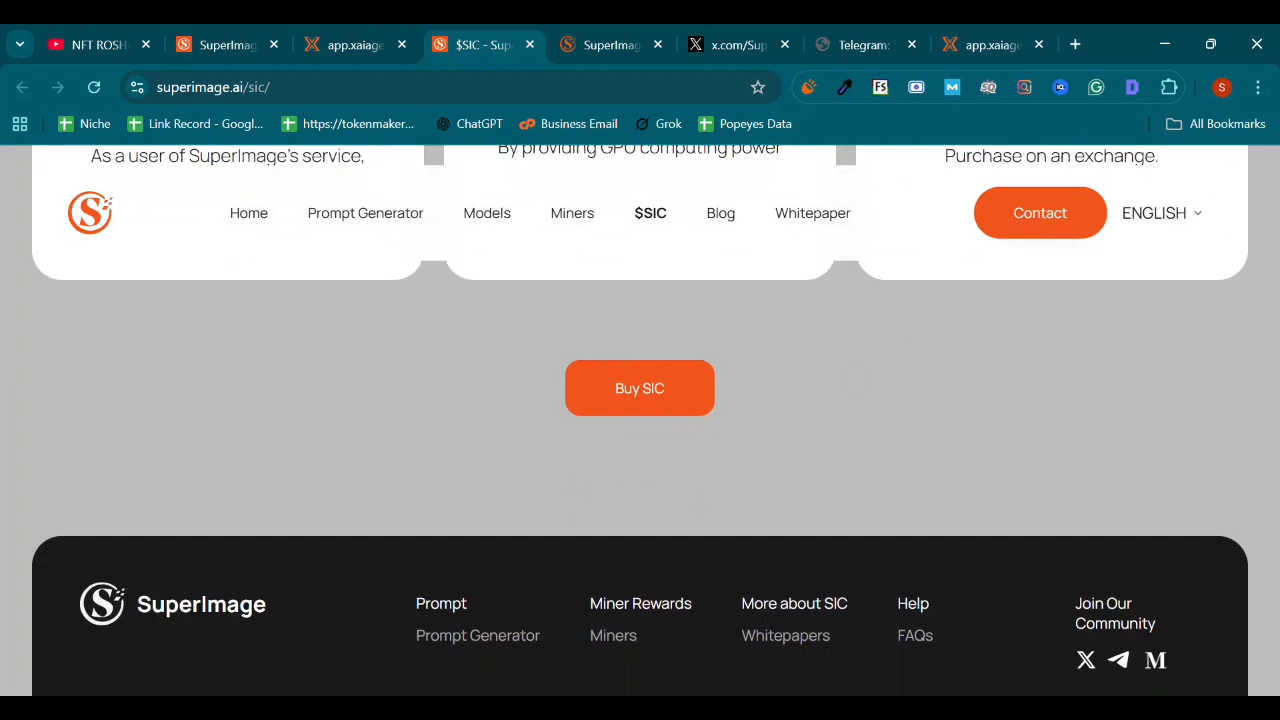 NFT ROSH
SuperImag
app.xaiage
$SIC - Sup
SuperImag
x.com/Sup
Telegram:
app.xaiage
superimage.ai/sic/
Niche
Link Record - Googl...
https://tokenmaker...
ChatGPT
Business Email
Grok
Popeyes Data
All Bookmarks
As a user of SuperImage's service,
By providing GPU computing power
Purchase on an exchange.
Home
Prompt Generator
Models
Miners
$SIC
Blog
Whitepaper
Contact
ENGLISH
Buy SIC
SuperImage
Prompt
Prompt Generator
Miner Rewards
Miners
More about SIC
Whitepapers
Help
FAQs
Join Our
Community